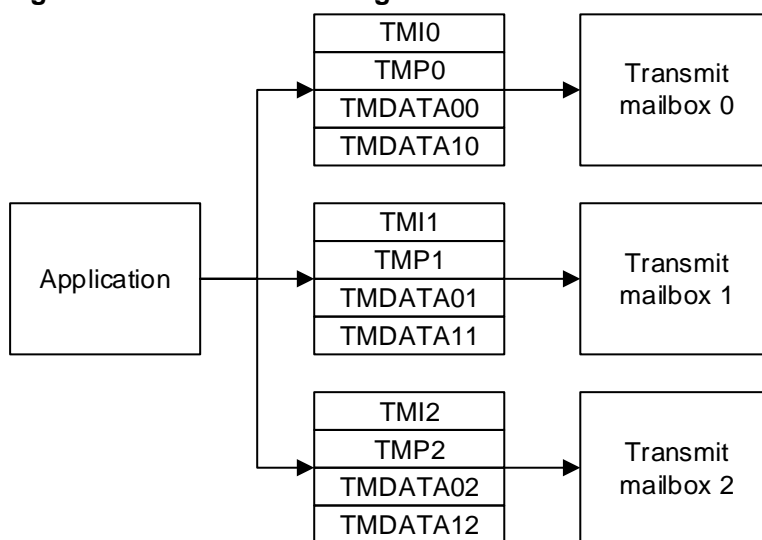 TMI0
TMP0
TMDATA00
TMDATA10
Transmit
mailbox 0
Application
TMI1
TMP1
TMDATA01
TMDATA11
Transmit
mailbox 1
TMI2
TMP2
TMDATA02
TMDATA12
Transmit
mailbox 2